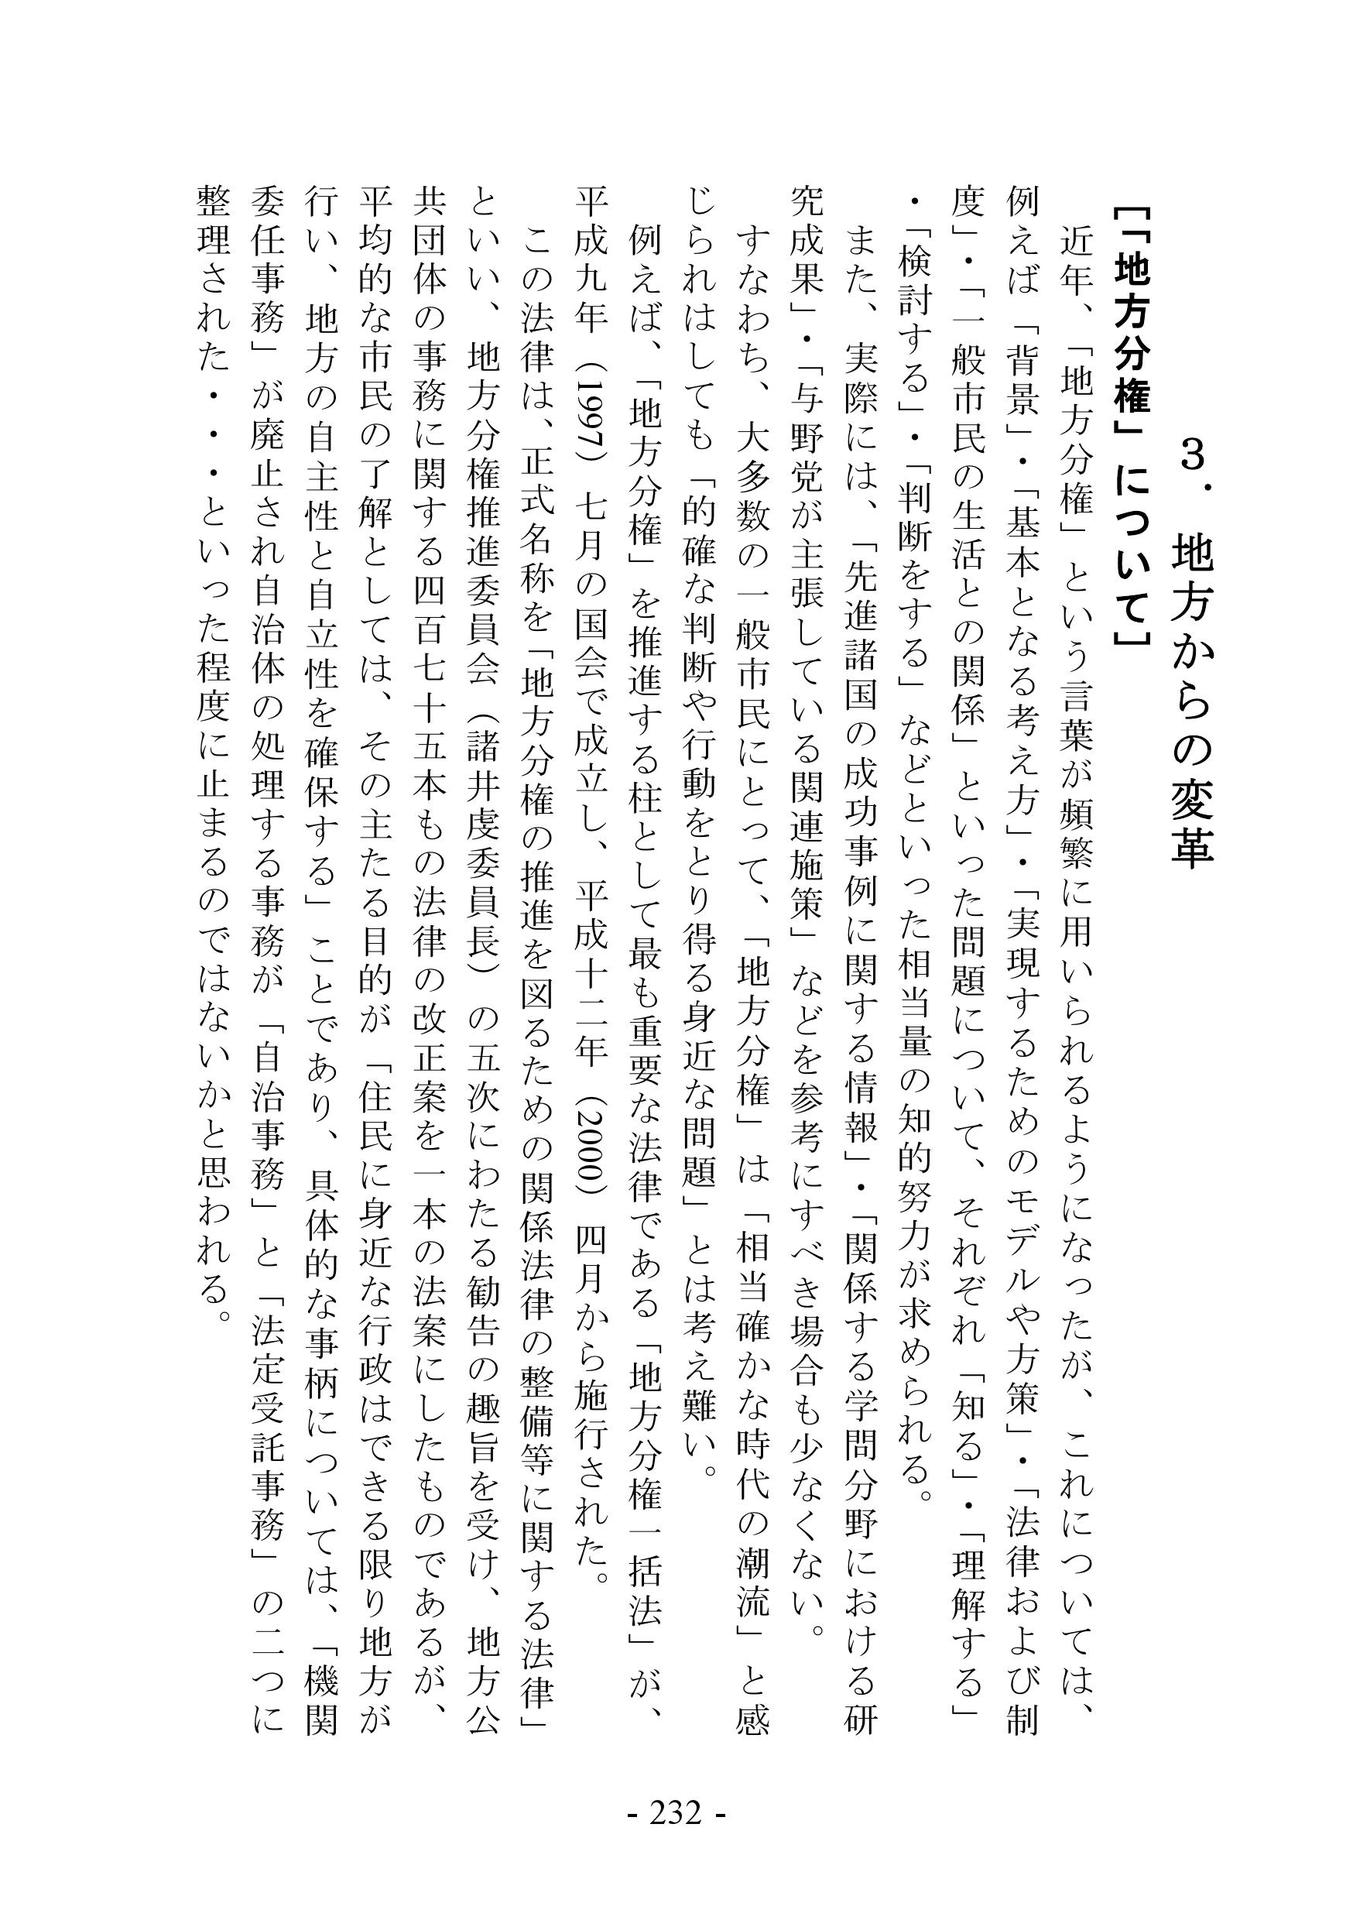 ３．地方からの変革
［「地方分権」について］
　近年、「地方分権」という言葉が頻繁に用いられるようになったが、これについては、
例えば「背景」・「基本となる考え方」・「実現するためのモデルや方策」・「法律および制
度」・「一般市民の生活との関係」といった問題について、それぞれ「知る」・「理解する」
・「検討する」・「判断をする」などといった相当量の知的努力が求められる。
　また、実際には、「先進諸国の成功事例に関する情報」・「関係する学問分野における研
究成果」・「与野党が主張している関連施策」などを参考にすべき場合も少なくない。
　すなわち、大多数の一般市民にとって、「地方分権」は「相当確かな時代の潮流」と感
じられはしても「的確な判断や行動をとり得る身近な問題」とは考え難い。
　例えば、「地方分権」を推進する柱として最も重要な法律である「地方分権一括法」が、
平成九年（1997）七月の国会で成立し、平成十二年（2000）四月から施行された。
　この法律は、正式名称を「地方分権の推進を図るための関係法律の整備等に関する法律」
といい、地方分権推進委員会（諸井虔委員長）の五次にわたる勧告の趣旨を受け、地方公
共団体の事務に関する四百七十五本もの法律の改正案を一本の法案にしたものであるが、
平均的な市民の了解としては、その主たる目的が「住民に身近な行政はできる限り地方が
行い、地方の自主性と自立性を確保する」ことであり、具体的な事柄については、「機関
委任事務」が廃止され自治体の処理する事務が「自治事務」と「法定受託事務」の二つに
整理された・・・といった程度に止まるのではないかと思われる。
- 232 -